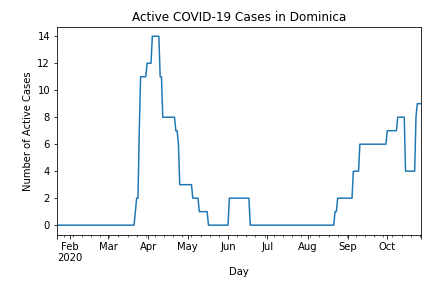 Active COVID-19 Cases in Dominica
Number of Active Cases
14
12
10
8
6
4
2
0
Feb Mar Apr May Jun Jul Aug Sep Oct
2020
Day